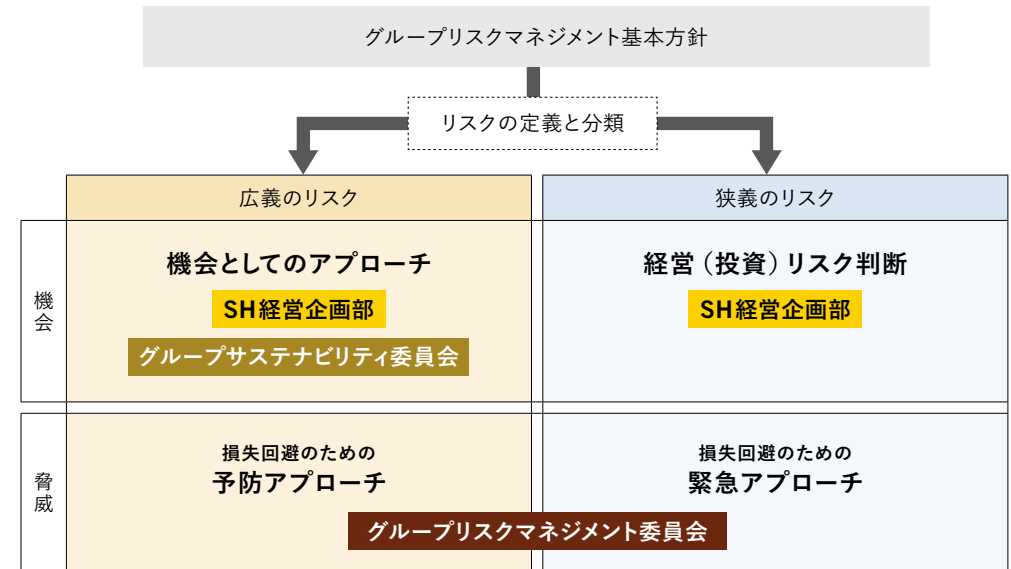 グループリスクマネジメント基本方針
リスクの定義と分類
広義のリスク
狭義のリスク
機会
機会としてのアプローチ
SH経営企画部
グループサステナビリティ委員会
経営（投資）リスク判断
SH経営企画部
脅威
損失回避のための
予防アプローチ
損失回避のための
緊急アプローチ
グループリスクマネジメント委員会